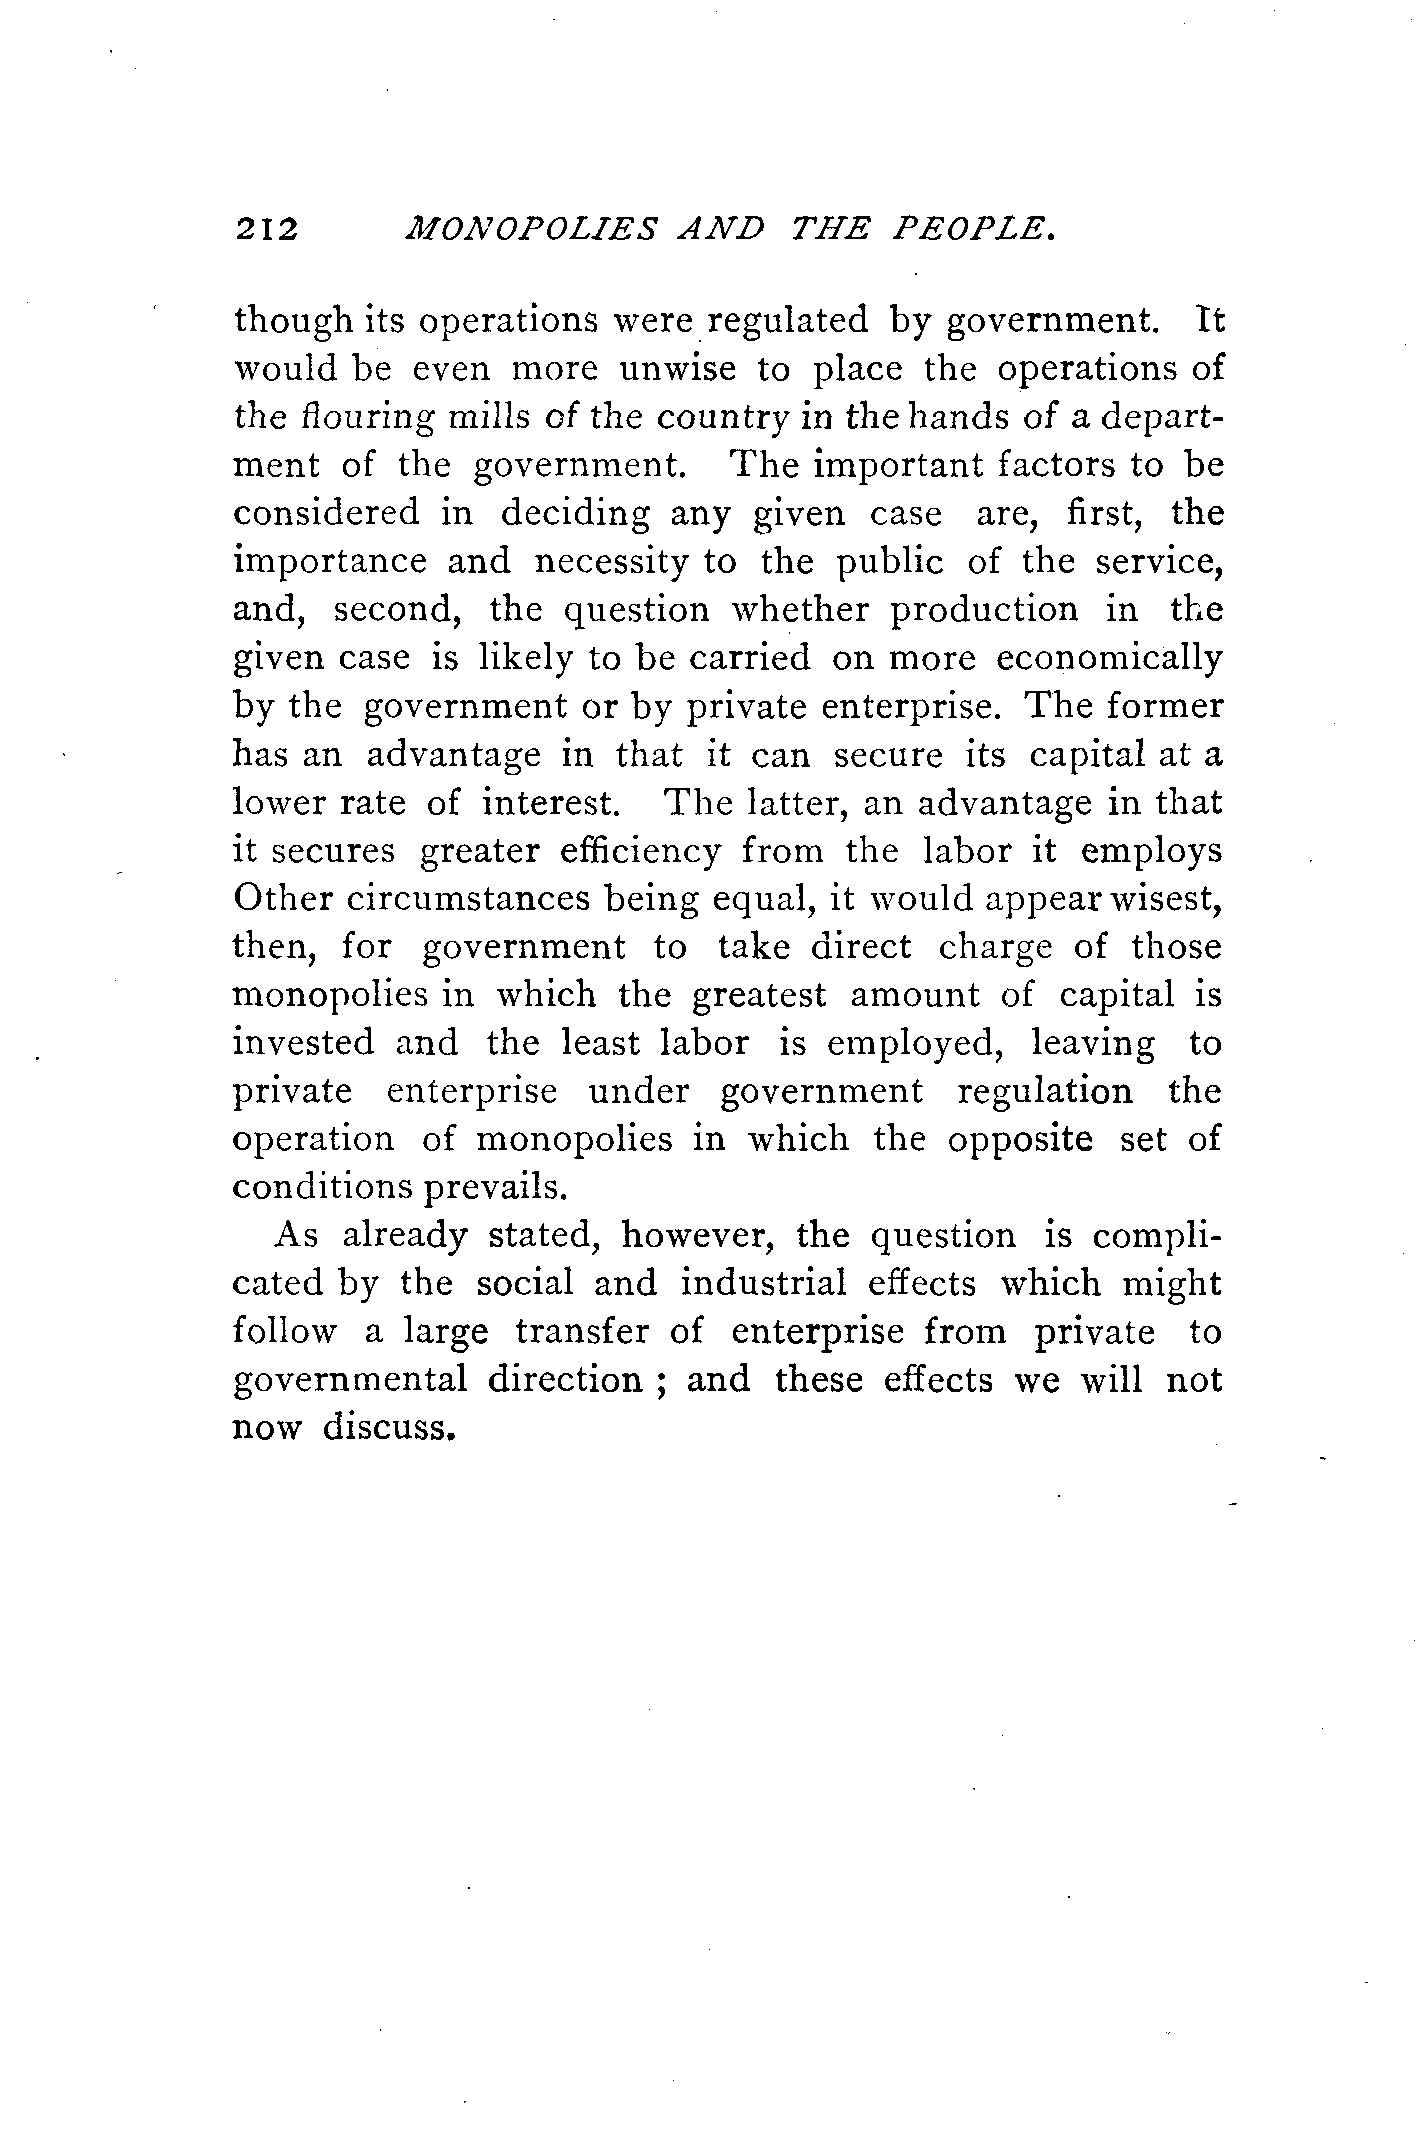 212 MONOPOLIES AND THE PEOPLE.
though its operations were regulated by government. It
would be even more unwise to place the operations of
the flouring mills of the country in the hands of a depart-
ment of the government. The important factors to be
considered in deciding any given case are, first, the
importance and necessity to the public of the service,
and, second, the question whether production in the
given case is likely to be carried on more economically
by the government or by private enterprise. The former
has an advantage in that it can secure its capital at a
lower rate of interest. The latter, an advantage in that
it secures greater efficiency from the labor it employs
Other circumstances being equal, it would appear wisest,
then, for government to take direct charge of those
monopolies in which the greatest amount of capital is
invested and the least labor is employed, leaving to
private enterprise under government regulation the
operation of monopolies in which the opposite set of
conditions prevails.
As already stated, however, the question is compli-
cated by the social and industrial effects which might
follow a large transfer of enterprise from private to
governmental direction ; and these effects we will not
now discuss.